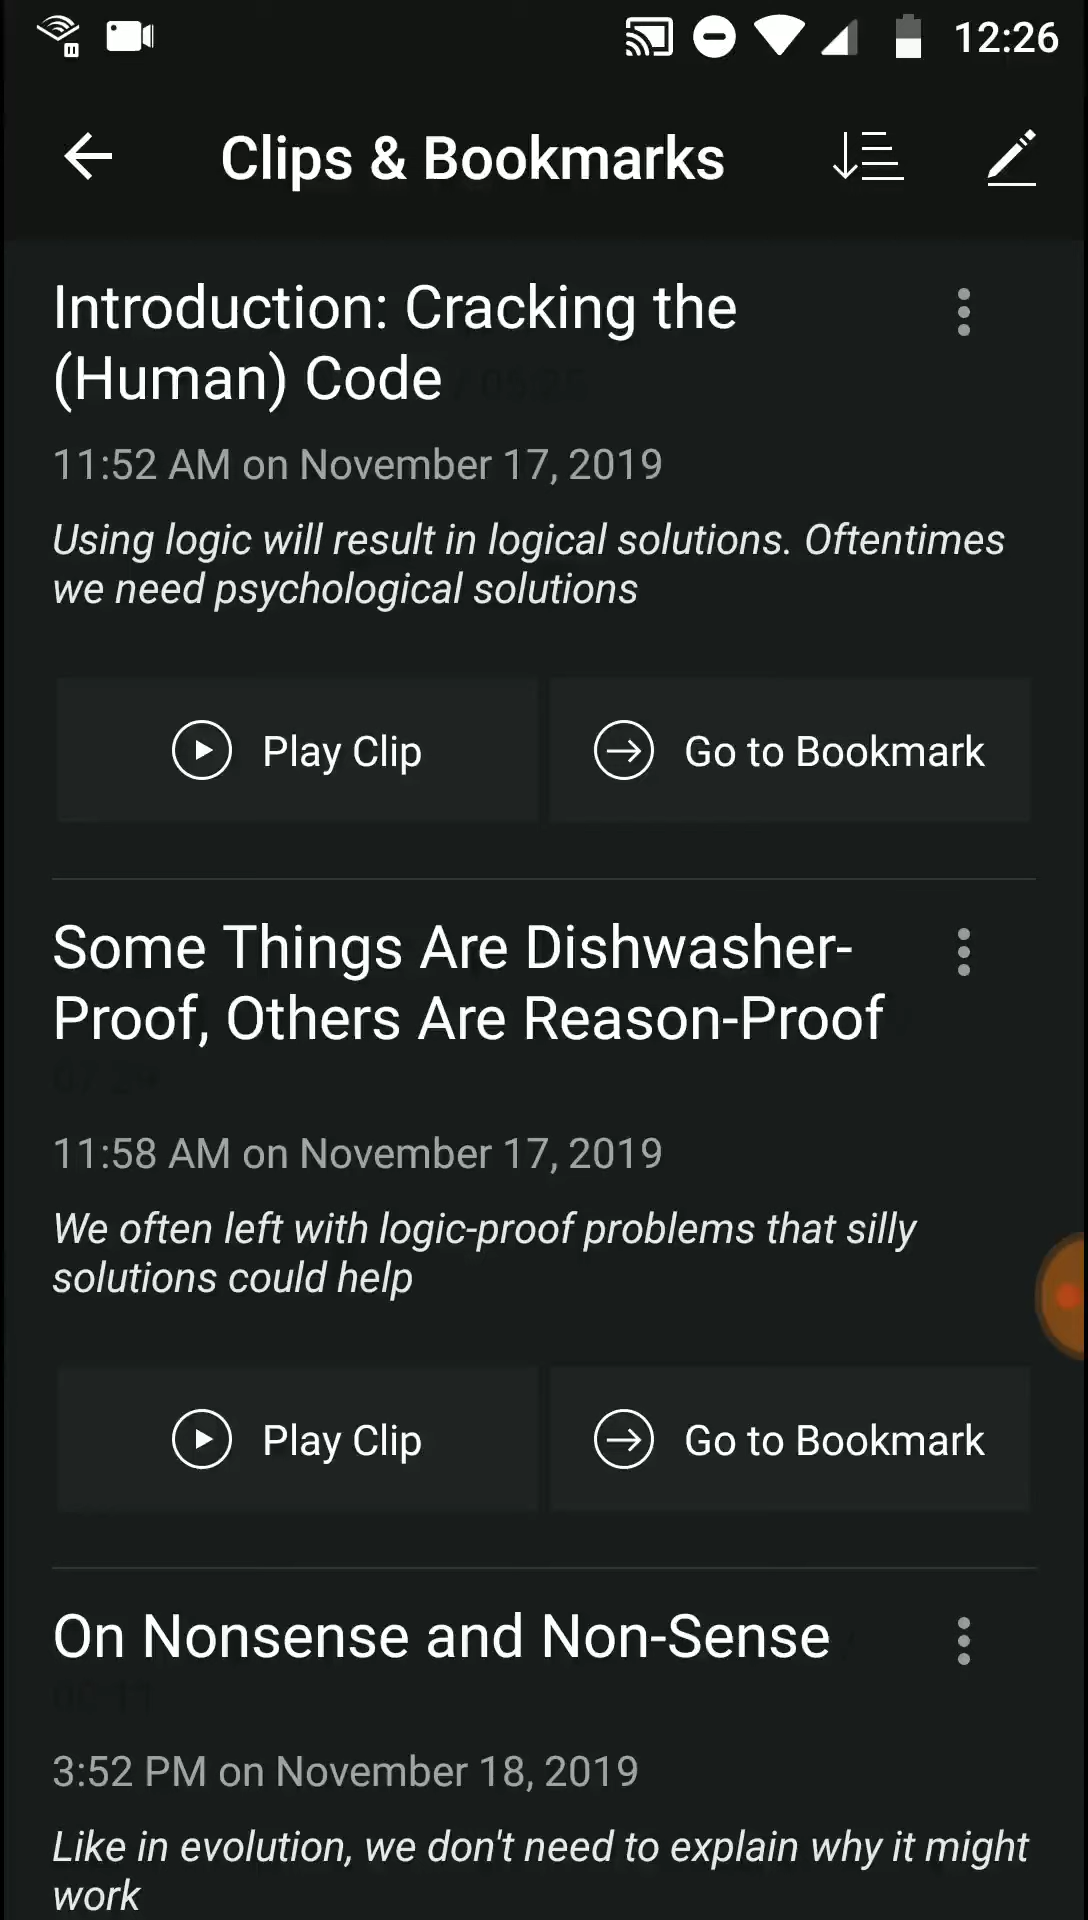 12:26
Clips & Bookmarks
Introduction: Cracking the
(Human) Code
11:52 AM on November 17, 2019
Using logic will result in logical solutions. Oftentimes
we need psychological solutions
Play Clip
Go to Bookmark
Some Things Are Dishwasher-
Proof, Others Are Reason-Proof
11:58 AM on November 17, 2019
We often left with logic-proof problems that silly
solutions could help
Play Clip
Go to Bookmark
On Nonsense and Non-Sense
3:52 PM on November 18, 2019
Like in evolution, we don't need to explain why it might
work